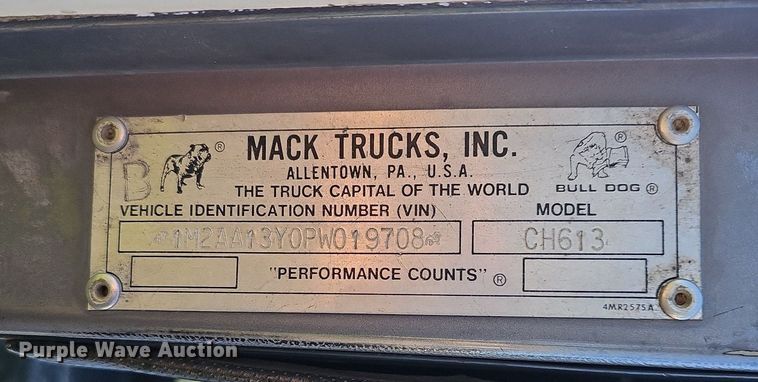 B
MACK TRUCKS, INC.
ALLENTOWN, PA., U.S.A.
THE TRUCK CAPITAL OF THE WORLD
BULL DOG ®
VEHICLE IDENTIFICATION NUMBER (VIN)
MODEL
1M2AA13Y0PW019708
CH613
"PERFORMANCE COUNTS" ®
4MR2575A
Purple Wave Auction